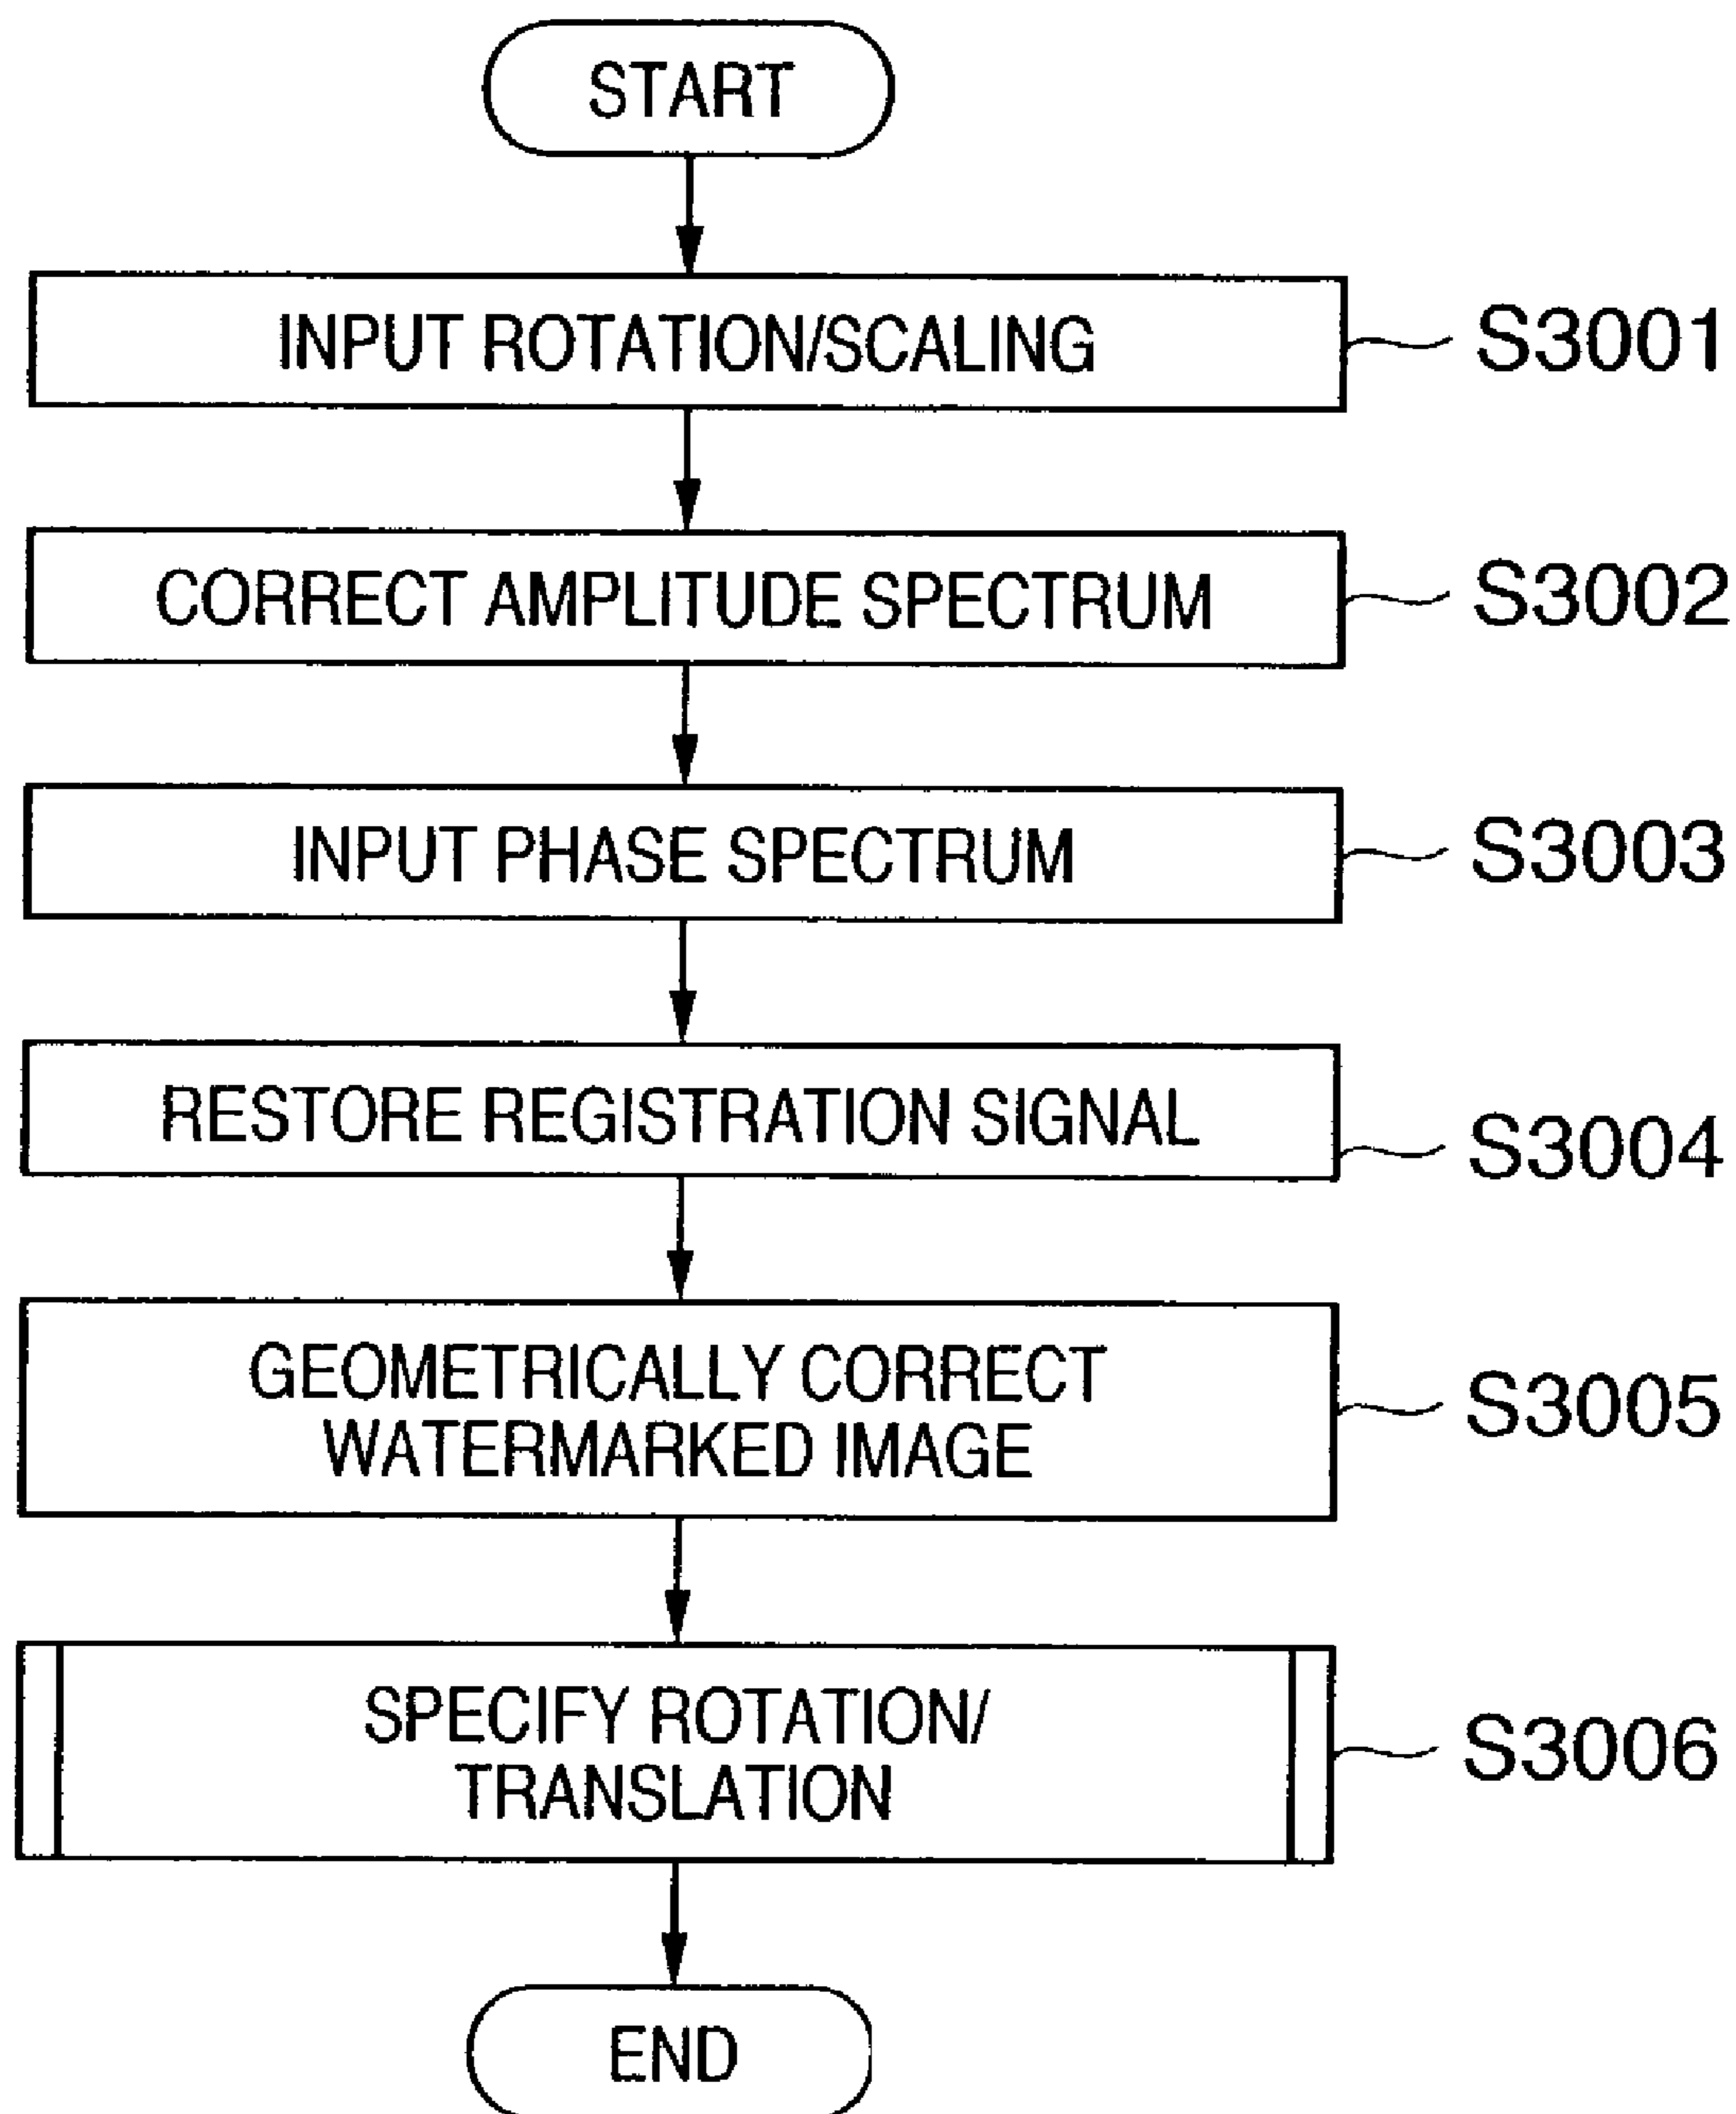 START
INPUT ROTATION/SCALING
S3001
CORRECT AMPLITUDE SPECTRUM
S3002
INPUT PHASE SPECTRUM
S3003
RESTORE REGISTRATION SIGNAL
S3004
GEOMETRICALLY CORRECT
WATERMARKED IMAGE
S3005
SPECIFY ROTATION/
TRANSLATION
S3006
END